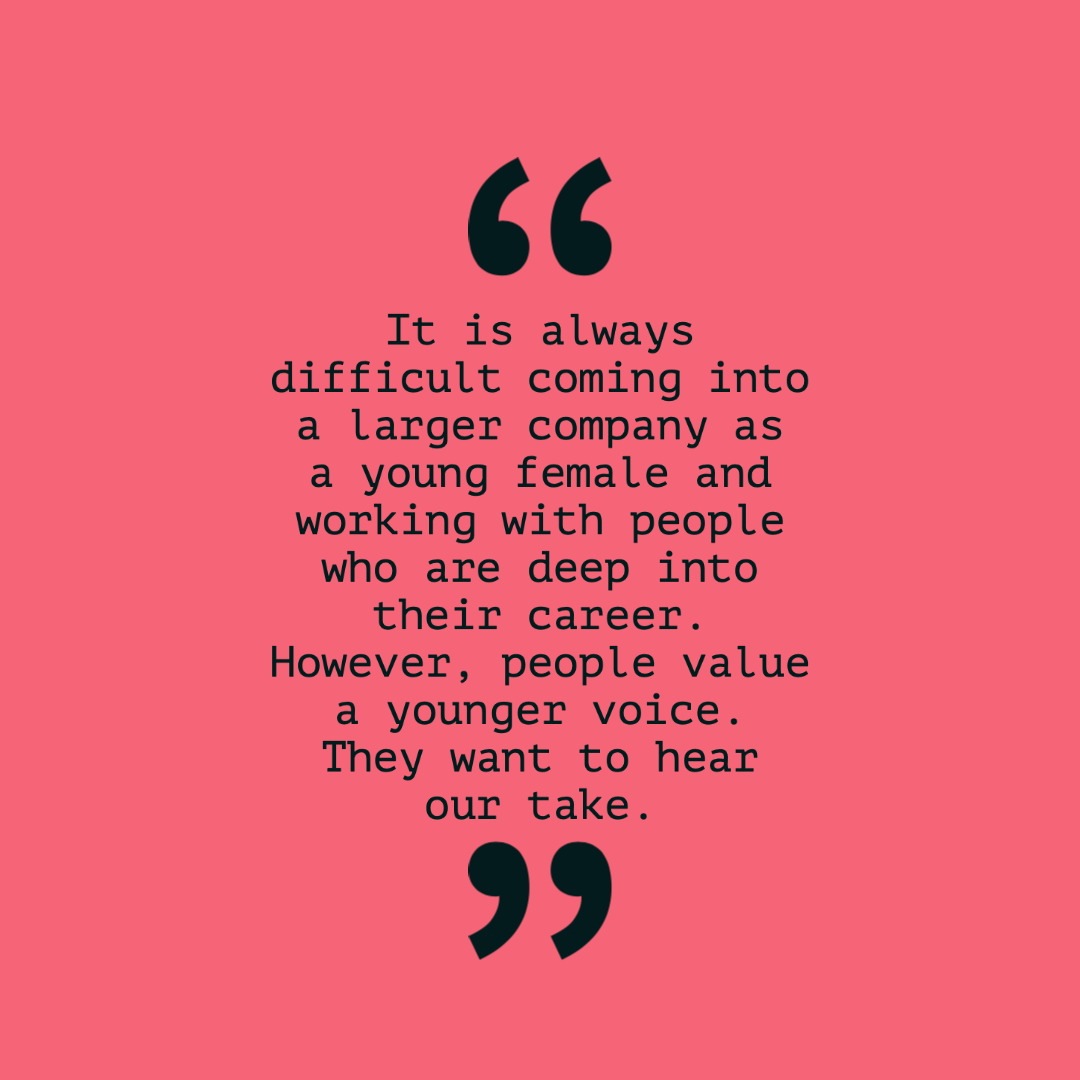 “
It is always
difficult coming into
a larger company as
a young female and
working with people
who are deep into
their career.
However, people value
a younger voice.
They want to hear
our take.
”